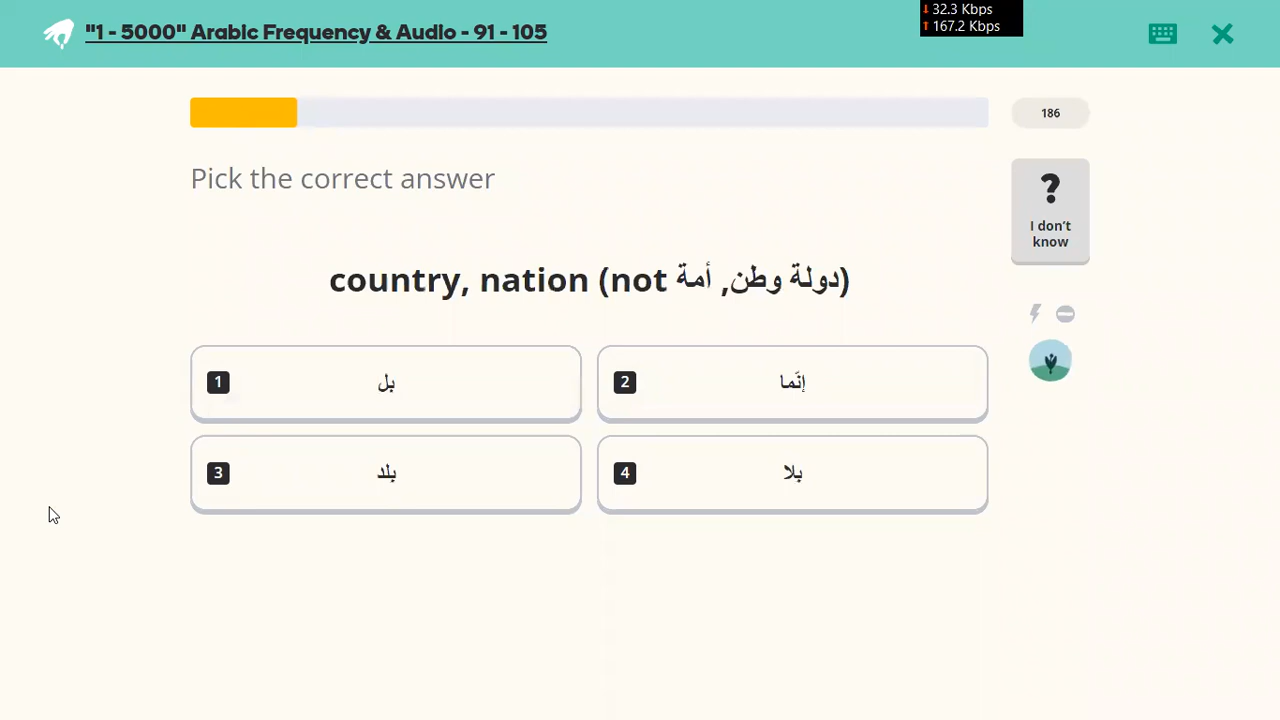 "1 - 5000" Arabic Frequency & Audio - 91 - 105
↓ 32.3 Kbps
↑ 167.2 Kbps
186
Pick the correct answer
? I don't know
country, nation (not دولة وطن, أمة)
1 بل
2 إنّما
3 بلد
4 بلا